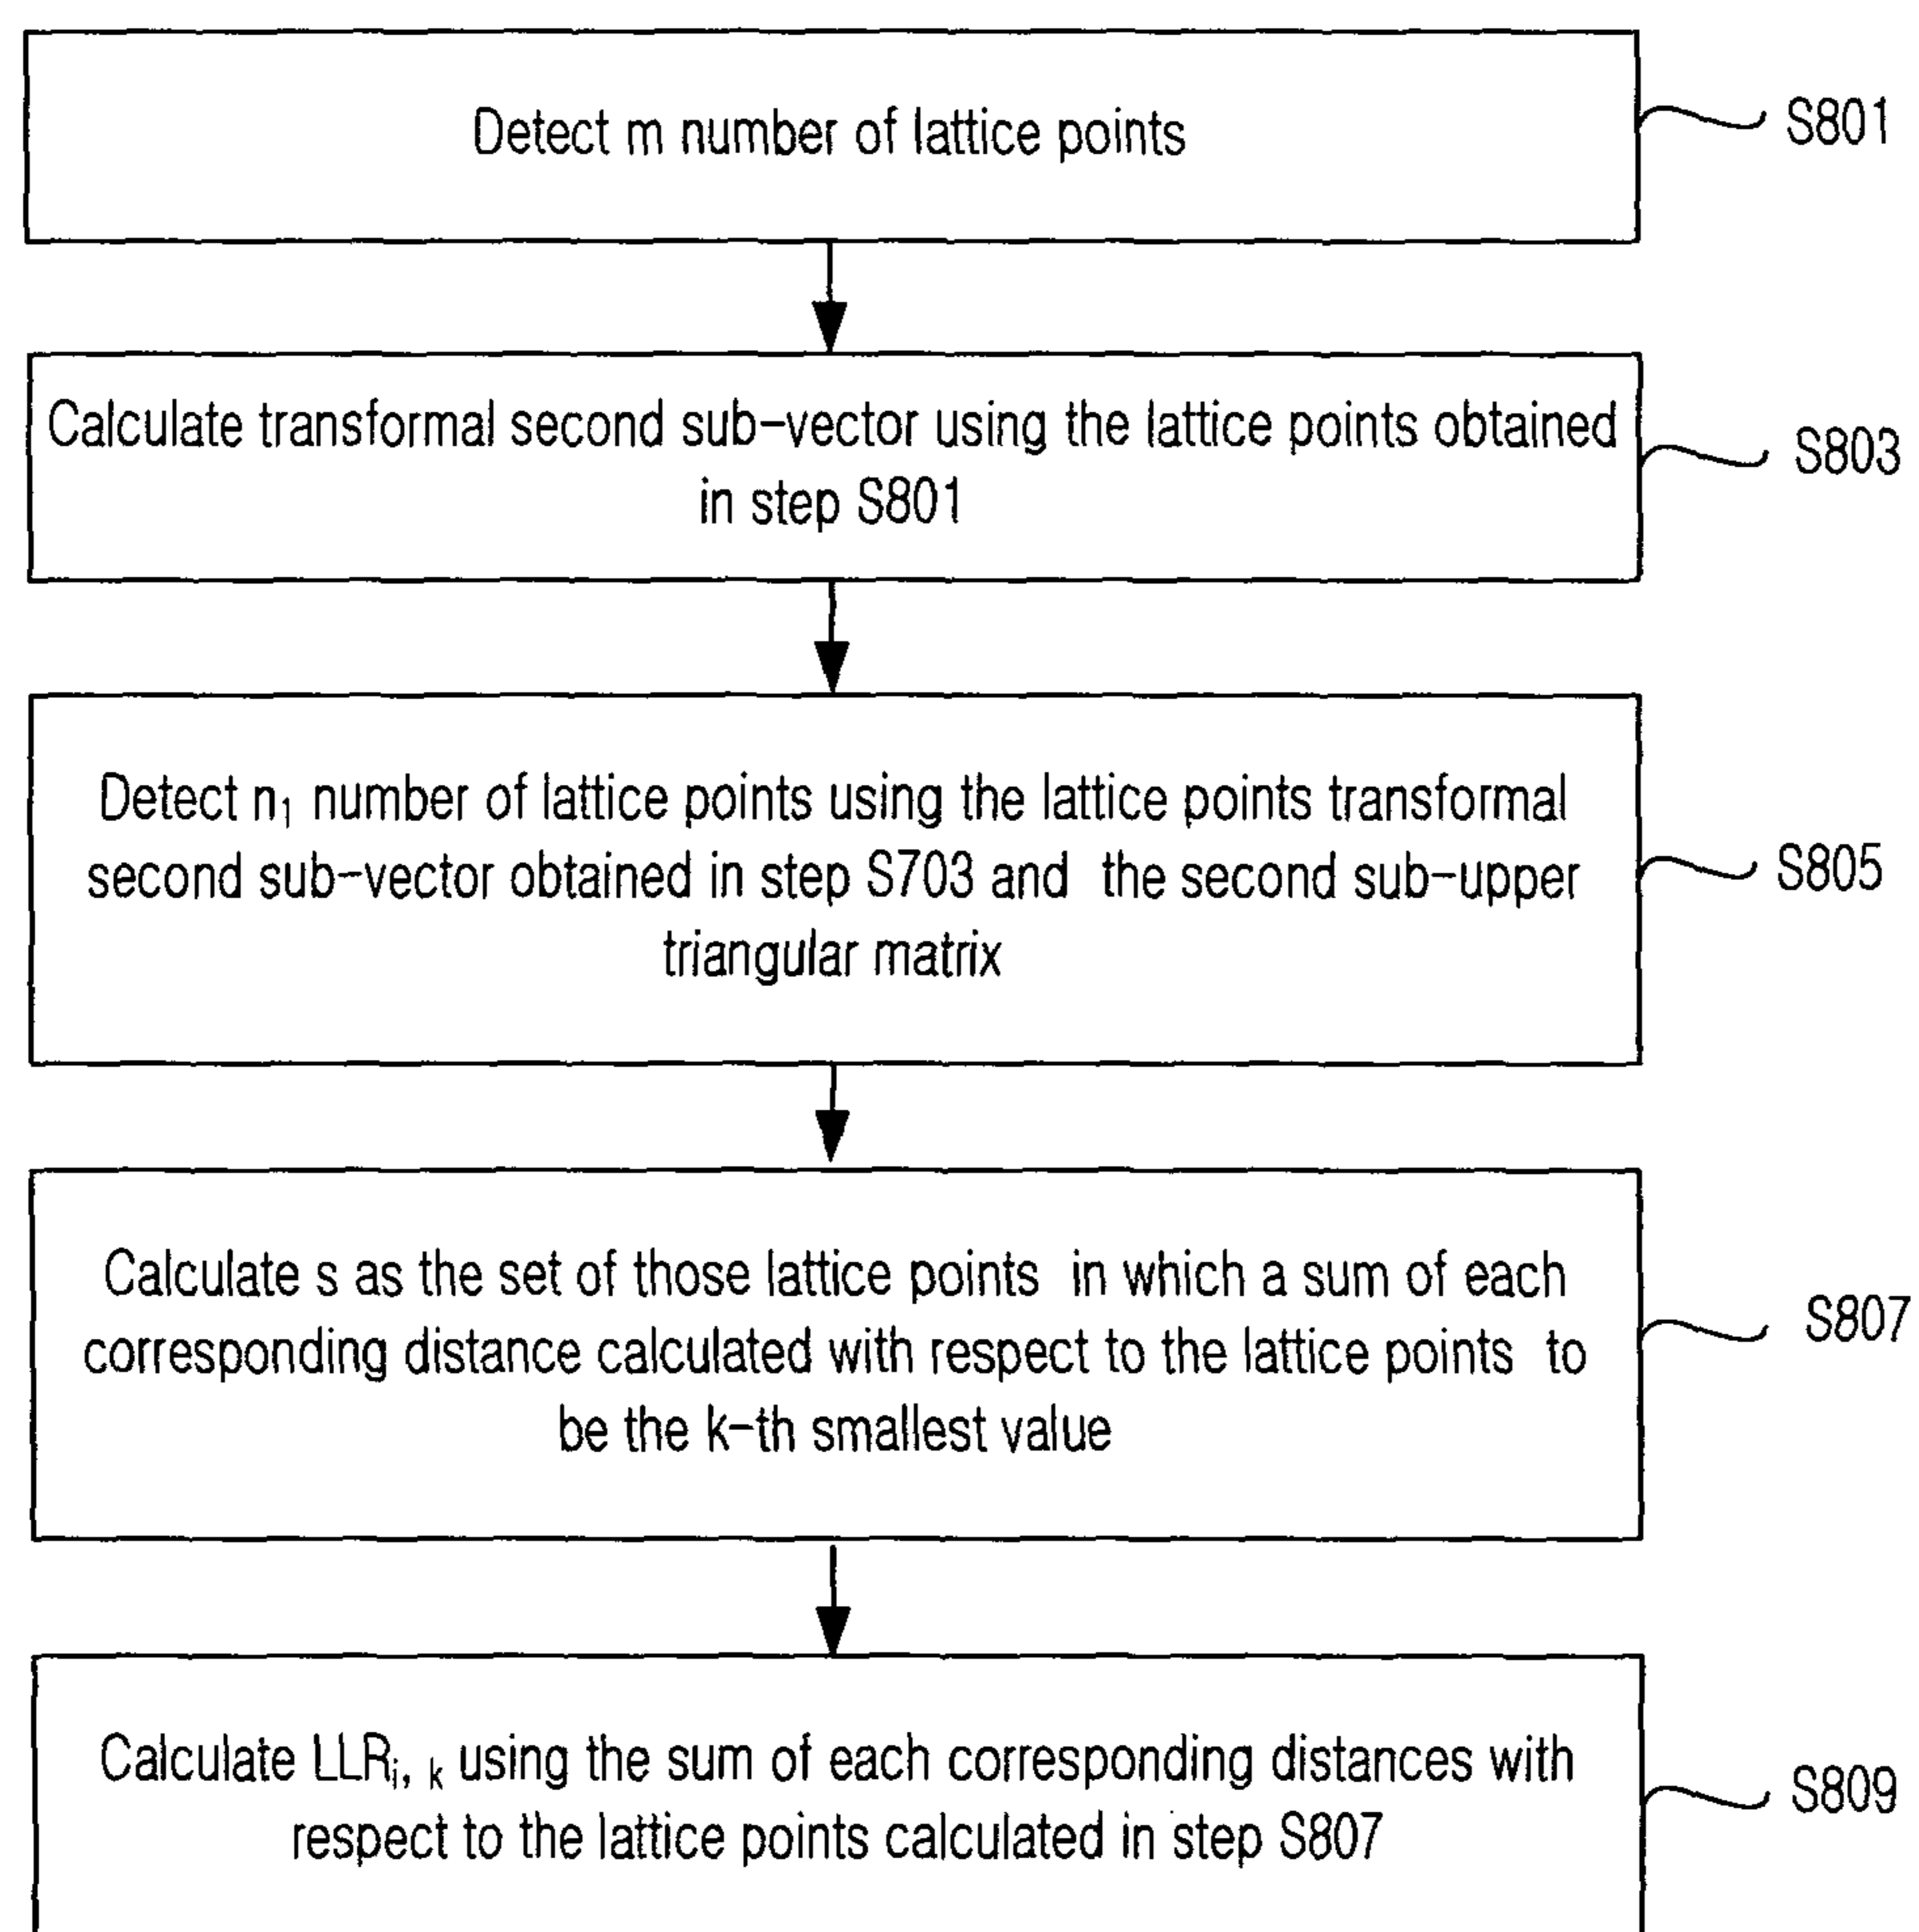 Detect m number of lattice points
S801
Calculate transformal second sub-vector using the lattice points obtained
in step S801
S803
Detect n₁ number of lattice points using the lattice points transformal
second sub-vector obtained in step S703 and the second sub-upper
triangular matrix
S805
Calculate s as the set of those lattice points in which a sum of each
corresponding distance calculated with respect to the lattice points to
be the k-th smallest value
S807
Calculate LLRi, k using the sum of each corresponding distances with
respect to the lattice points calculated in step S807
S809